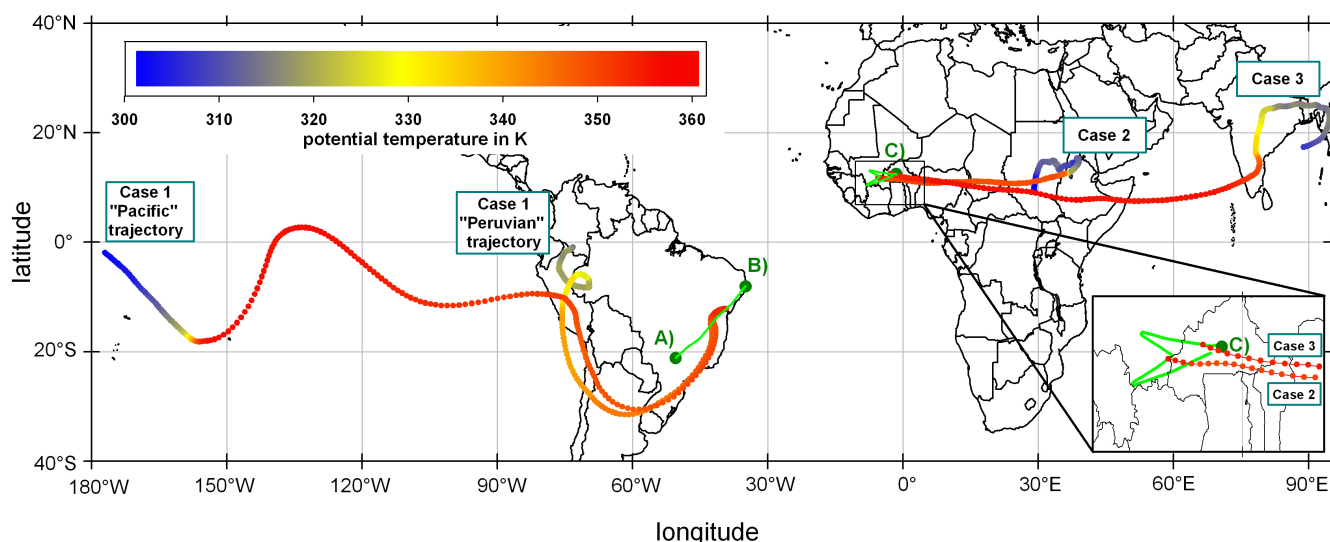 40°N
20°N
0°
20°S
40°S
latitude
300
310
320
330
340
350
360
potential temperature in K
Case 1
"Pacific"
trajectory
Case 1
"Peruvian"
trajectory
A)
B)
C)
Case 2
Case 3
C)
Case 3
Case 2
180°W
150°W
120°W
90°W
60°W
30°W
0°
30°E
60°E
90°E
longitude